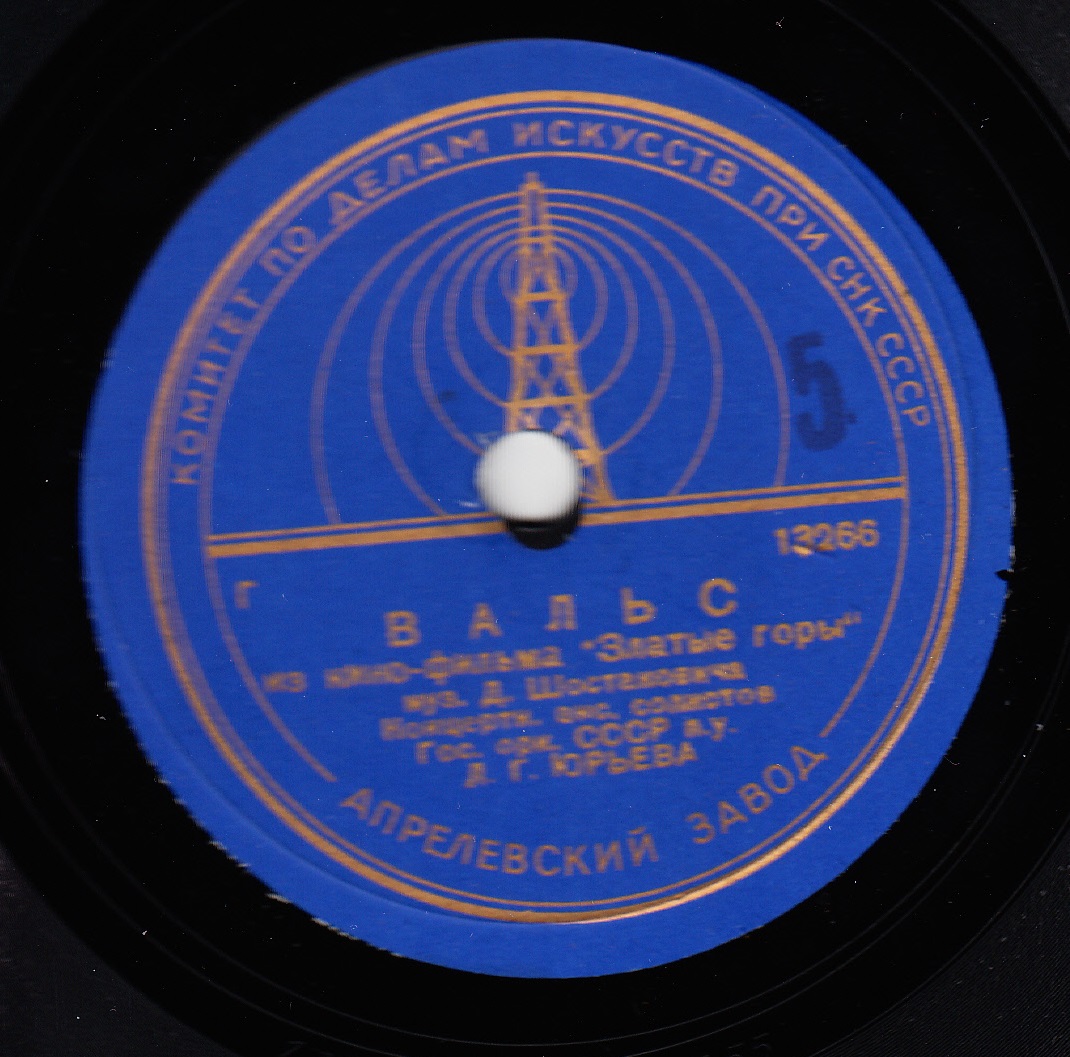 КОМИТЕТ ПО ДЕЛАМ ИСКУССТВ ПРИ СНК СССР
5
13266
Г
ВАЛЬС
из кино-фильма "Златые горы"
муз. Д. Шостаковича
Концертн. анс. солистов
Гос. орк. СССР п.у.
Л. Г. ЮРЬЕВА
АПРЕЛЕВСКИЙ ЗАВОД